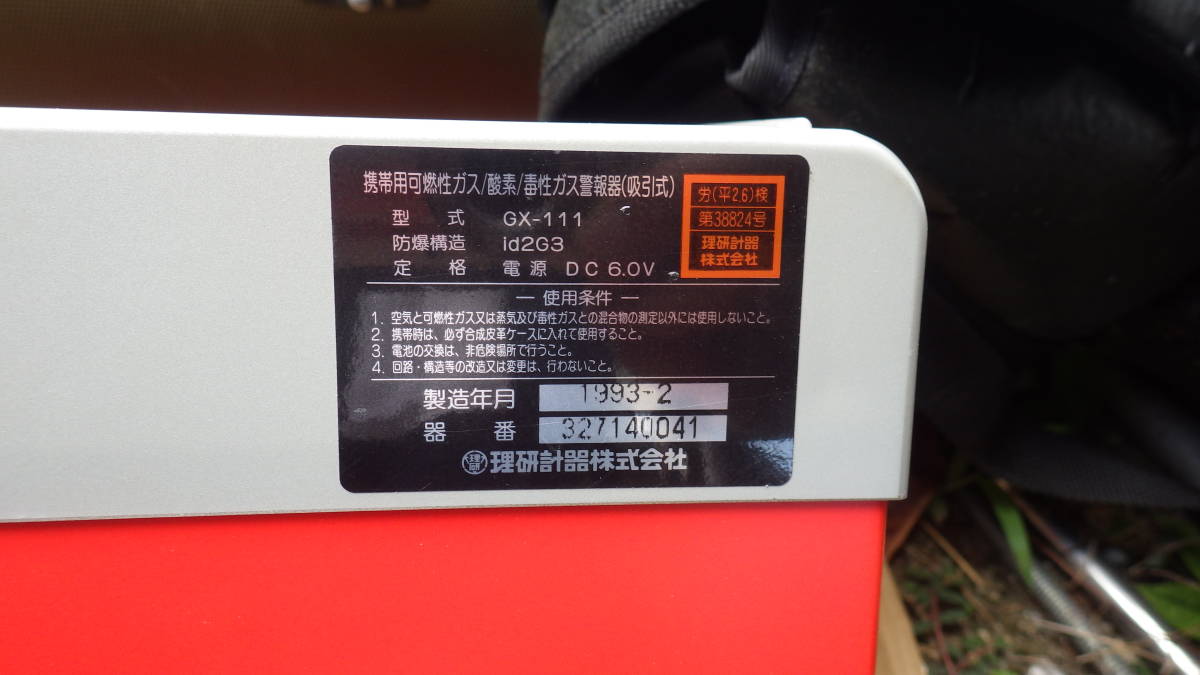 携帯用可燃性ガス/酸素/毒性ガス警報器(吸引式)
型 式 GX-111
防爆構造 id2G3
定 格 電源 DC 6.0V
労(平2.6)検
第38824号
理研計器
株式会社
― 使用条件 ―
1. 空気と可燃性ガス又は蒸気及び毒性ガスとの混合物の測定以外には使用しないこと。
2. 携帯時は、必ず合成皮革ケースに入れて使用すること。
3. 電池の交換は、非危険場所で行うこと。
4. 回路・構造等の改造又は変更は、行わないこと。
製造年月 1993-2
器 番 327140041
理研 理研計器株式会社